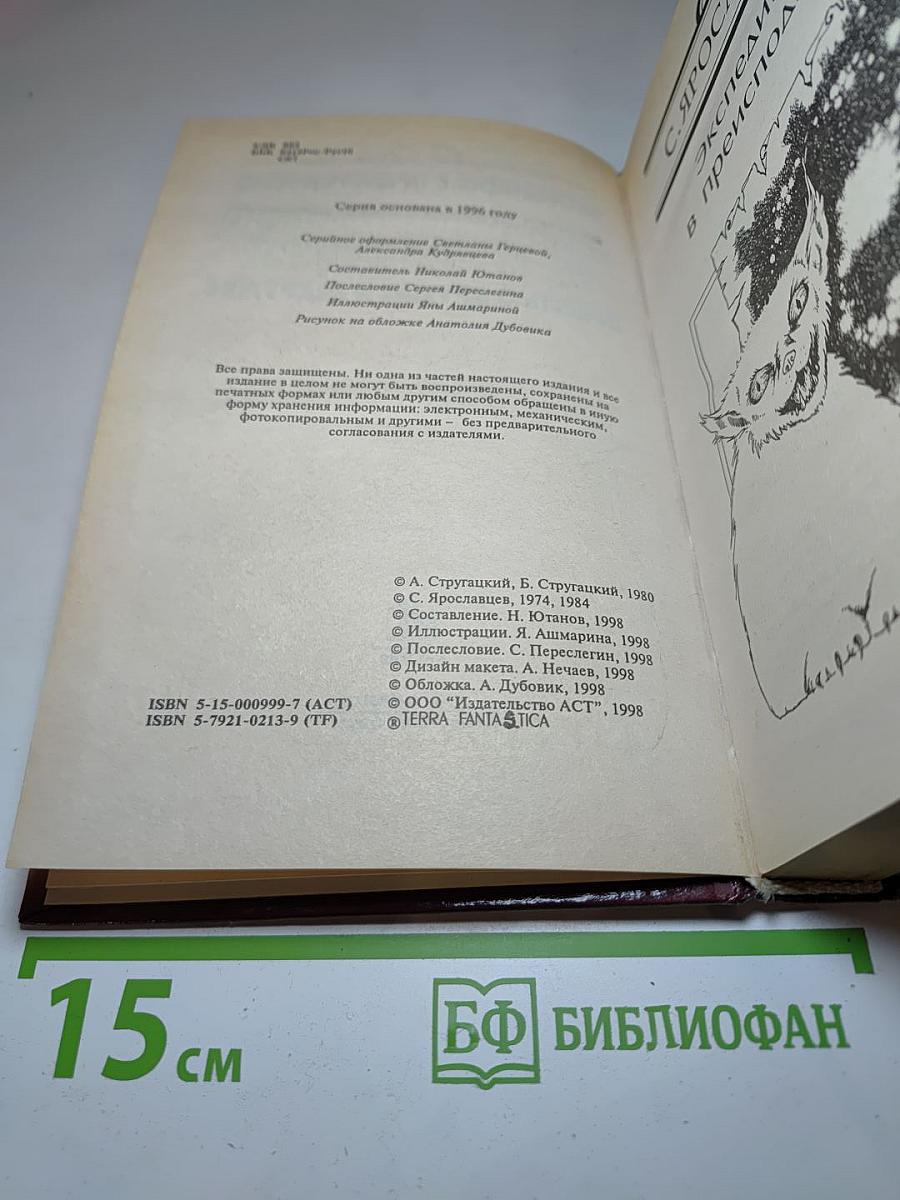 УДК 882
ББК
Серия основана в 1996 году
Серийное оформление Светланы Герцевой,
Александра Кудрявцева
Составитель Николай Ютанов
Послесловие Сергея Переслегина
Иллюстрации Яны Ашмариной
Рисунок на обложке Анатолия Дубовика
Все права защищены. Ни одна из частей настоящего издания и все
издание в целом не могут быть воспроизведены, сохранены на
печатных формах или любым другим способом обращены в иную
форму хранения информации: электронным, механическим,
фотокопировальным и другими — без предварительного
согласования с издателями.
© А. Стругацкий, Б. Стругацкий, 1980
© С. Ярославцев, 1974, 1984
© Составление. Н. Ютанов, 1998
© Иллюстрации. Я. Ашмарина, 1998
© Послесловие. С. Переслегин, 1998
© Дизайн макета. А. Нечаев, 1998
© Обложка. А. Дубовик, 1998
ISBN 5-15-000999-7 (АСТ)
© ООО "Издательство АСТ", 1998
ISBN 5-7921-0213-9 (TF)
® TERRA FANTASTICA
С. ЯРОС
Экспеди
в преиспод
15 см
БФ БИБЛИОФАН